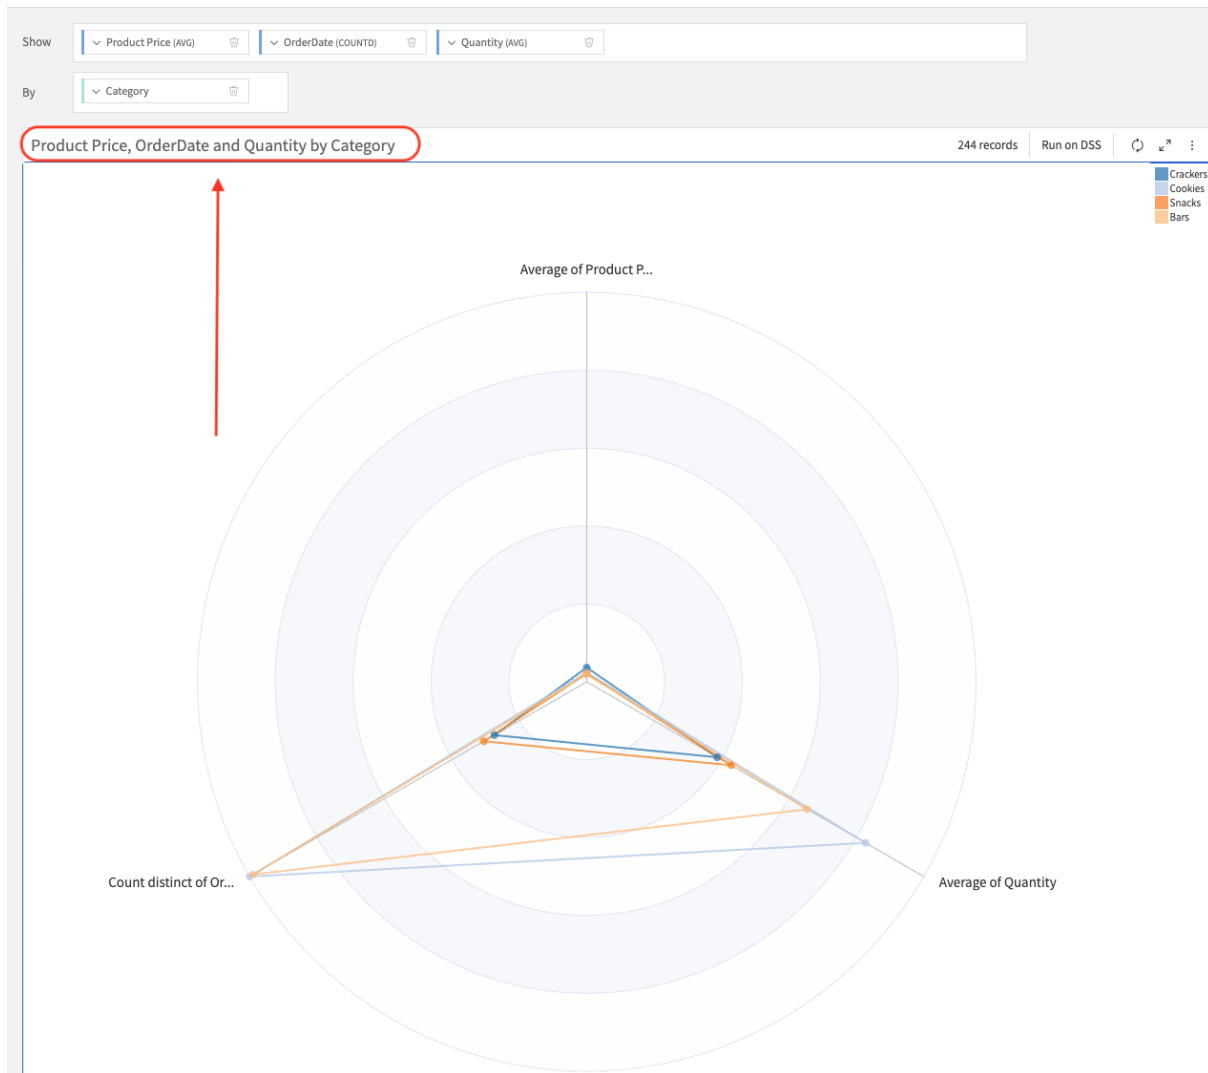 Show
Product Price (AVG)
OrderDate (COUNTD)
Quantity (AVG)
By
Category
Product Price, OrderDate and Quantity by Category
244 records
Run on DSS
Crackers
Cookies
Snacks
Bars
Average of Product P...
Count distinct of Or...
Average of Quantity